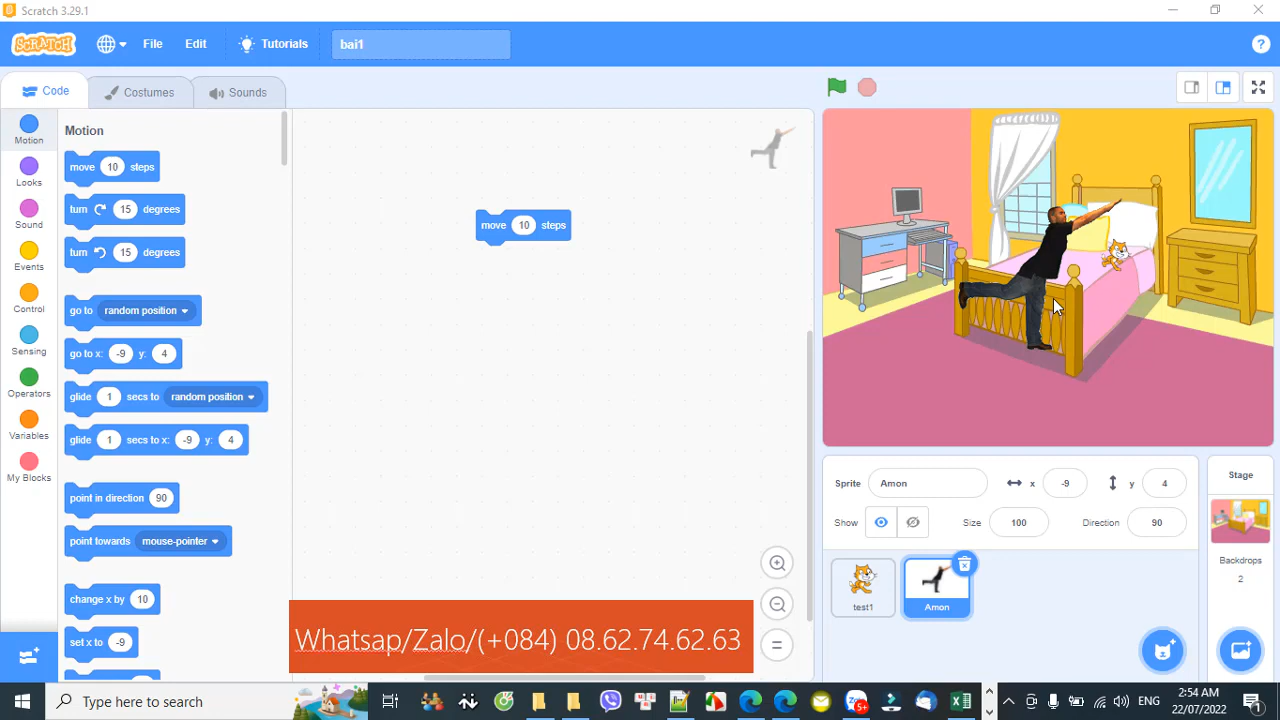 Scratch 3.29.1
SCRATCH
File
Edit
Tutorials
bai1
?
Code
Costumes
Sounds
Motion
Looks
Sound
Events
Control
Sensing
Operators
Variables
My Blocks
Motion
move 10 steps
turn 15 degrees
turn 15 degrees
go to random position
go to x: -9 y: 4
glide 1 secs to random position
glide 1 secs to x: -9 y: 4
point in direction 90
point towards mouse-pointer
change x by 10
set x to -9
move 10 steps
Sprite Amon x -9 y 4
Show Size 100 Direction 90
test1
Amon
Stage
Backdrops
2
Whatsap/Zalo/(+084) 08.62.74.62.63
Type here to search
Zalo
5+
ENG
2:54 AM
22/07/2022
1